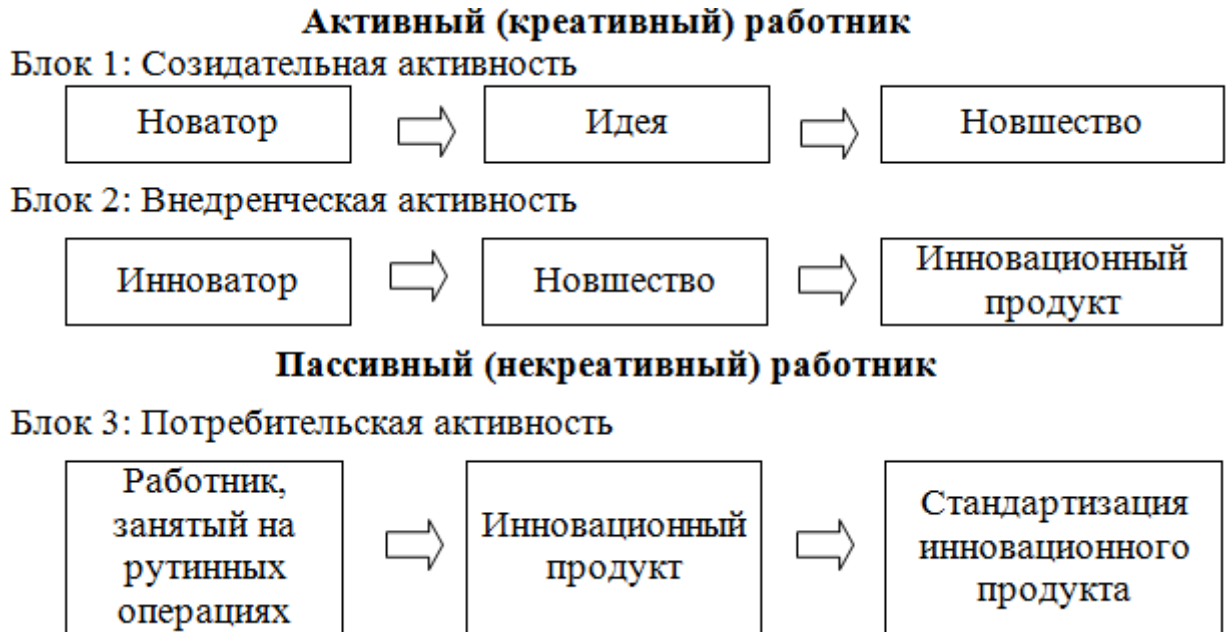 Активный (креативный) работник
Блок 1: Созидательная активность
Новатор
Идея
Новшество
Блок 2: Внедренческая активность
Инноватор
Новшество
Инновационный
продукт
Пассивный (некреативный) работник
Блок 3: Потребительская активность
Работник,
занятый на
рутинных
операциях
Инновационный
продукт
Стандартизация
инновационного
продукта